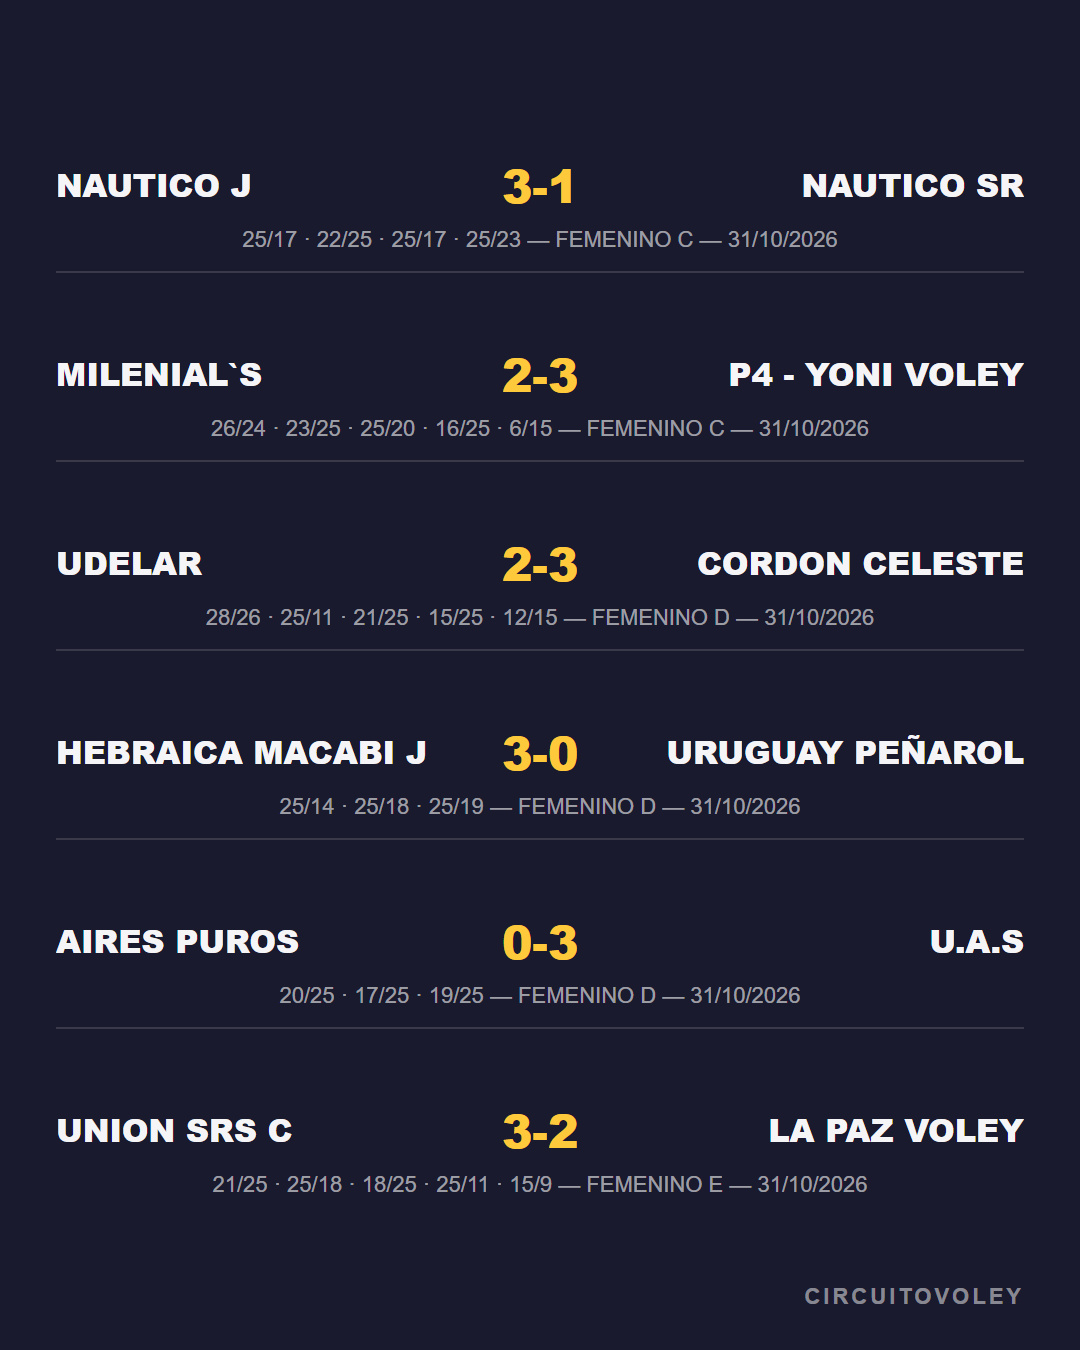 NAUTICO J 3-1 NAUTICO SR
25/17 · 22/25 · 25/17 · 25/23 — FEMENINO C — 31/10/2026
MILENIAL`S 2-3 P4 - YONI VOLEY
26/24 · 23/25 · 25/20 · 16/25 · 6/15 — FEMENINO C — 31/10/2026
UDELAR 2-3 CORDON CELESTE
28/26 · 25/11 · 21/25 · 15/25 · 12/15 — FEMENINO D — 31/10/2026
HEBRAICA MACABI J 3-0 URUGUAY PEÑAROL
25/14 · 25/18 · 25/19 — FEMENINO D — 31/10/2026
AIRES PUROS 0-3 U.A.S
20/25 · 17/25 · 19/25 — FEMENINO D — 31/10/2026
UNION SRS C 3-2 LA PAZ VOLEY
21/25 · 25/18 · 18/25 · 25/11 · 15/9 — FEMENINO E — 31/10/2026
CIRCUITOVOLEY